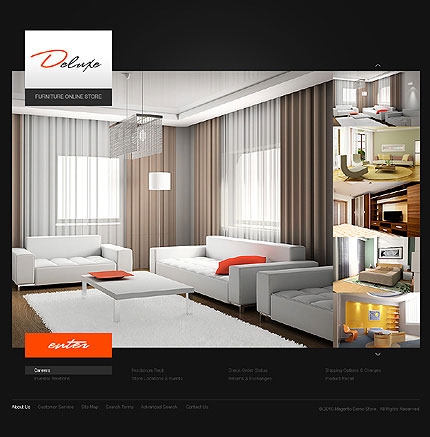 Deluxe
FURNITURE ONLINE STORE
enter
Careers
Investor Relations
Store Locations & Events
Check Order Status
Returns & Exchanges
Shipping Options & Charges
Product Recall
About Us Customer Service Site Map Search Terms Advanced Search Contact Us
© 2010 Magento Demo Store. All Rights Reserved.